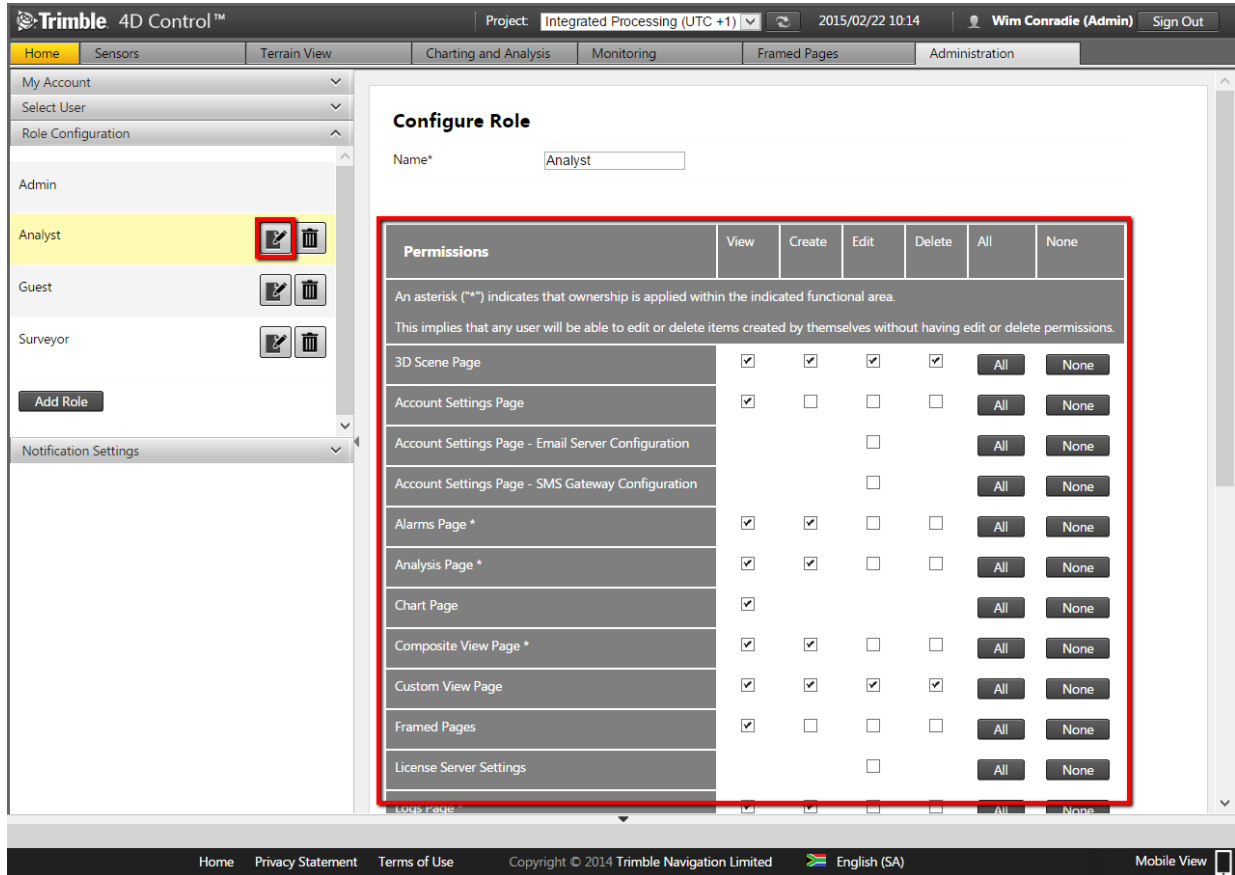 Trimble. 4D Control™ Project: Integrated Processing (UTC +1) 2015/02/22 10:14 Wim Conradie (Admin) Sign Out
Home Sensors Terrain View Charting and Analysis Monitoring Framed Pages Administration
My Account
Select User
Role Configuration
Admin
Analyst
Guest
Surveyor
Add Role
Notification Settings
Configure Role
Name* Analyst
Permissions View Create Edit Delete All None
An asterisk ("*") indicates that ownership is applied within the indicated functional area.
This implies that any user will be able to edit or delete items created by themselves without having edit or delete permissions.
3D Scene Page All None
Account Settings Page All None
Account Settings Page - Email Server Configuration All None
Account Settings Page - SMS Gateway Configuration All None
Alarms Page * All None
Analysis Page * All None
Chart Page All None
Composite View Page * All None
Custom View Page All None
Framed Pages All None
License Server Settings All None
Logs Page * All None
Home Privacy Statement Terms of Use Copyright © 2014 Trimble Navigation Limited English (SA) Mobile View